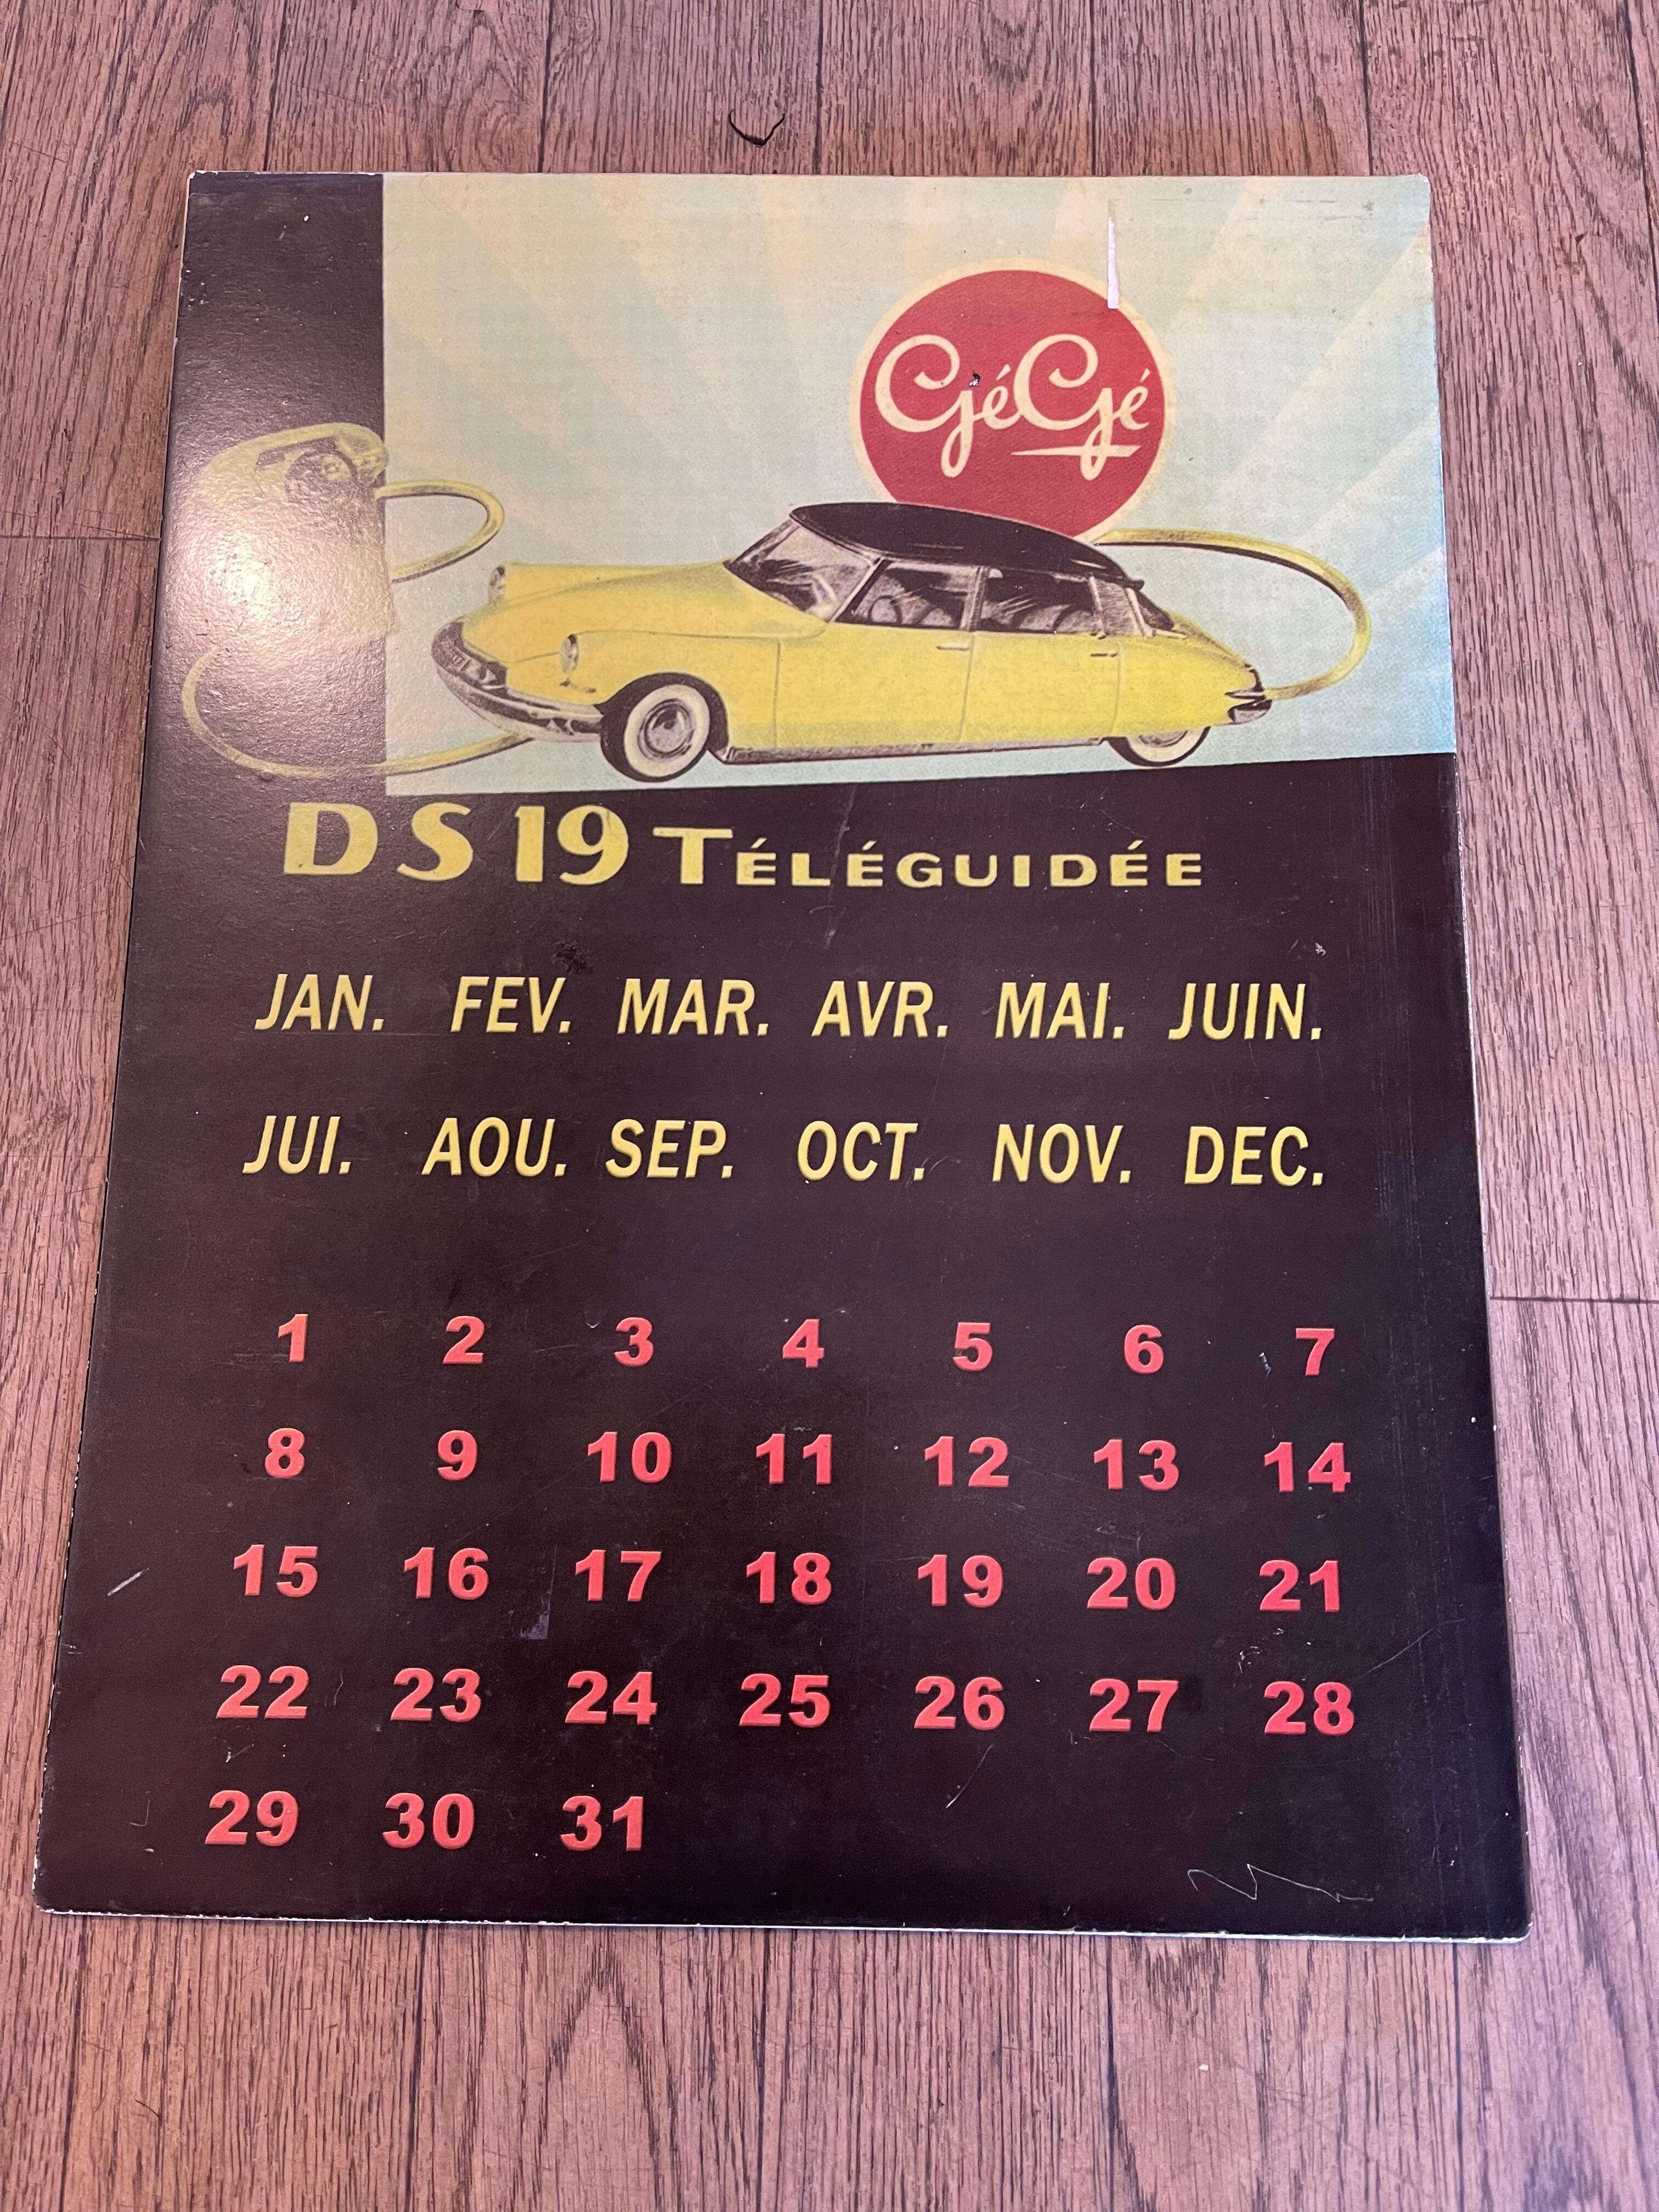 GéGé
DS 19 TÉLÉGUIDÉE
JAN. FEV. MAR. AVR. MAI. JUIN.
JUI. AOU. SEP. OCT. NOV. DEC.
1 2 3 4 5 6 7
8 9 10 11 12 13 14
15 16 17 18 19 20 21
22 23 24 25 26 27 28
29 30 31